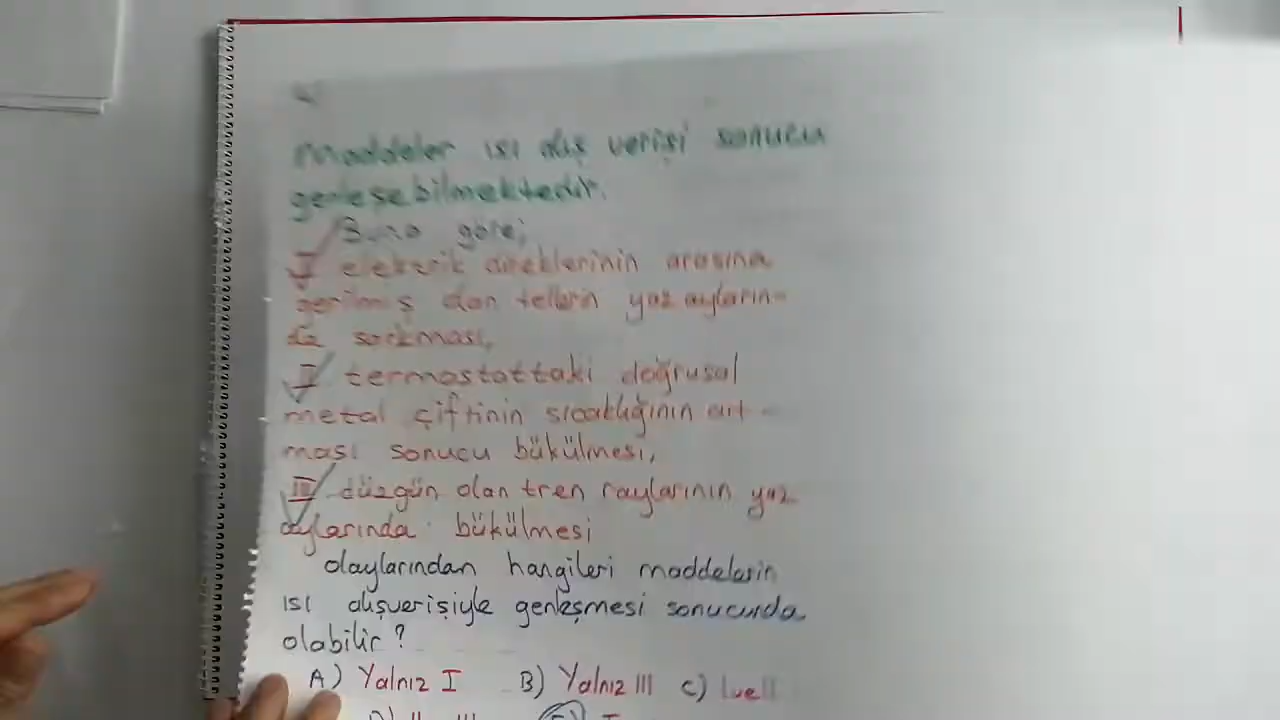 Maddeler ısı alış verişi sonucu
genleşebilmektedir.
Buna göre;
I elektrik direklerinin arasına
gerilmiş olan tellerin yaz ayların-
da sarkması,
II termostattaki doğrusal
metal çiftinin sıcaklığının art-
ması sonucu bükülmesi,
III düzgün olan tren raylarının yaz
aylarında bükülmesi
olaylarından hangileri maddelerin
ısı alışverişiyle genleşmesi sonucunda
olabilir?
A) Yalnız I B) Yalnız III C) I ve II